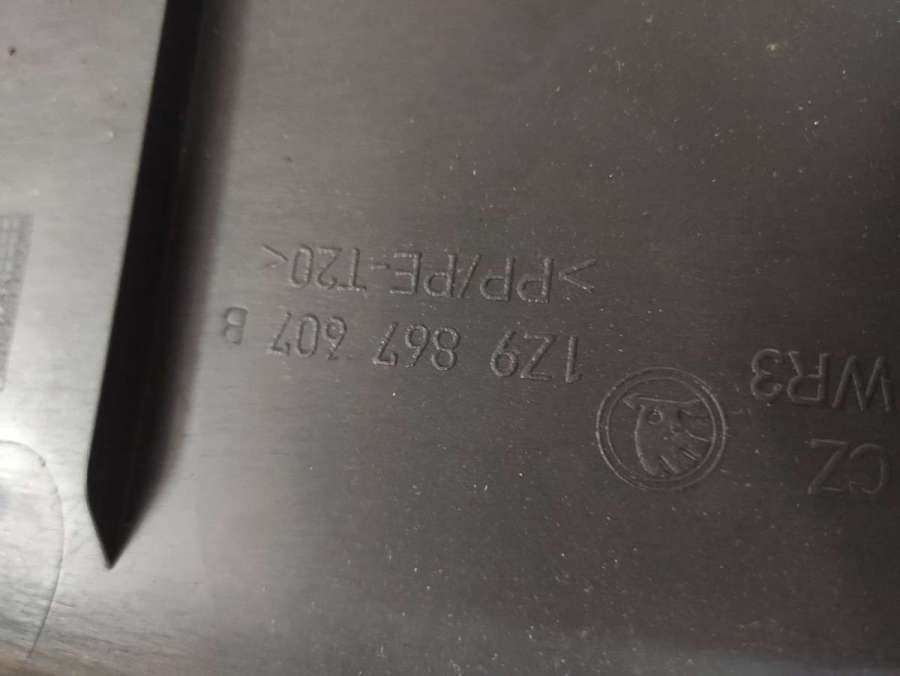 CZ
WR3
1Z9 867 607 B
>PP/PE-T20<